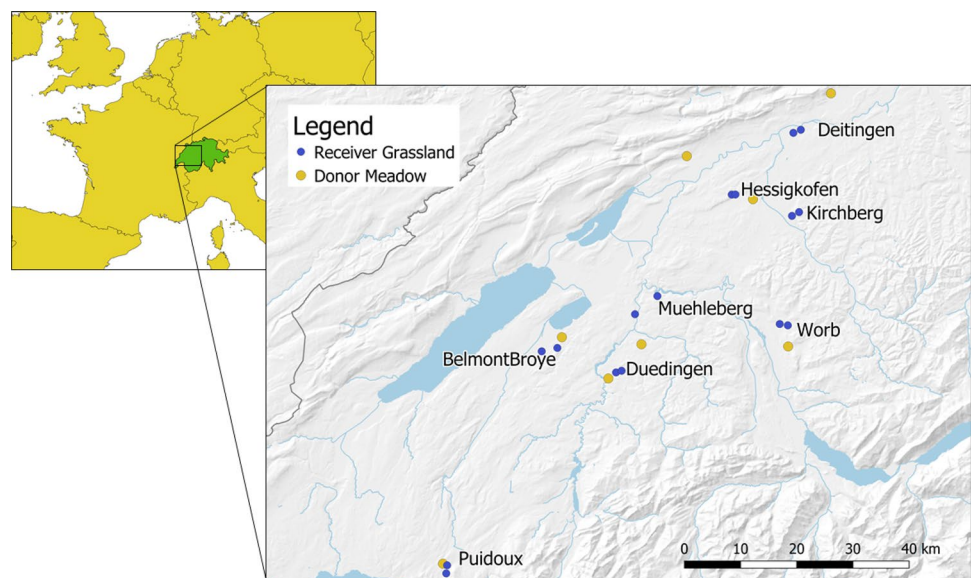 Legend
Receiver Grassland
Donor Meadow
Deitingen
Hessigkofen
Kirchberg
Muehleberg
Worb
BelmontBroye
Duedingen
Puidoux
0 10 20 30 40 km